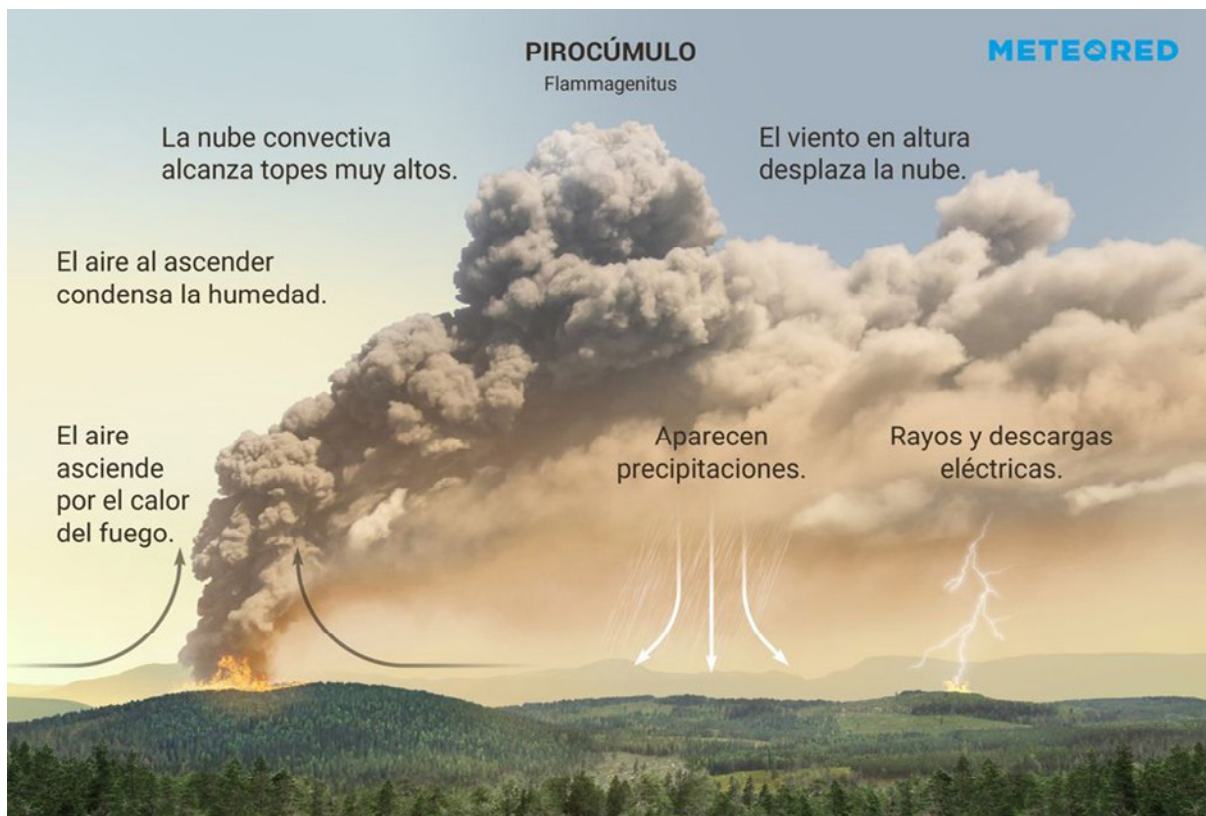 PIROCÚMULO
Flammagenitus
METEORED
La nube convectiva
alcanza topes muy altos.
El viento en altura
desplaza la nube.
El aire al ascender
condensa la humedad.
El aire
asciende
por el calor
del fuego.
Aparecen
precipitaciones.
Rayos y descargas
eléctricas.